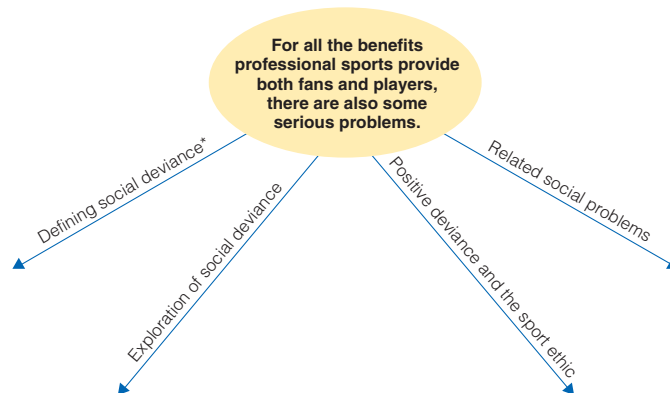 For all the benefits
professional sports provide
both fans and players,
there are also some
serious problems.
Defining social deviance*
Exploration of social deviance
Positive deviance and the sport ethic
Related social problems